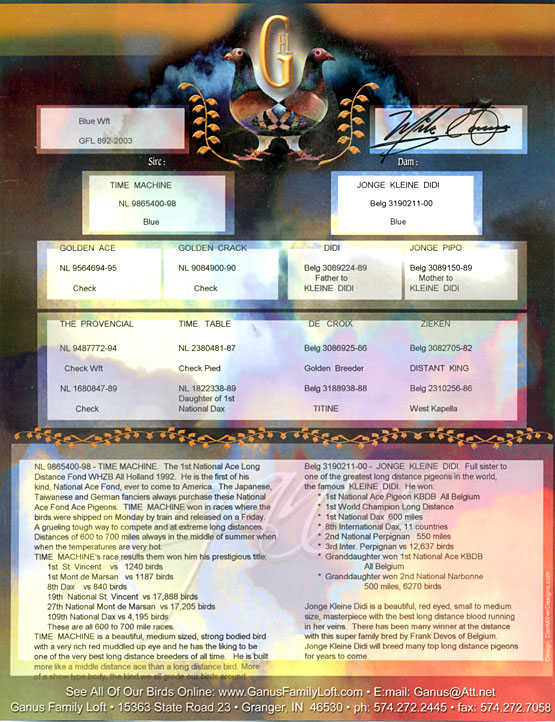 GFL
Blue Wft
GFL 892-2003
Mike Ganus
Sire:
Dam:
TIME MACHINE
NL 9865400-98
Blue
JONGE KLEINE DIDI
Belg 3190211-00
Blue
GOLDEN ACE
NL 9564694-95
Check
GOLDEN CRACK
NL 9084900-90
Check
DIDI
Belg 3089224-89
Father to
KLEINE DIDI
JONGE PIPO
Belg 3089150-89
Mother to
KLEINE DIDI
THE PROVENCIAL
NL 9487772-94
Check Wft
NL 1680847-89
Check
TIME TABLE
NL 2380481-87
Check Pied
NL 1822338-89
Daughter of 1st
National Dax
DE CROIX
Belg 3086925-86
Golden Breeder
Belg 3188938-88
TITINE
ZIEKEN
Belg 3082705-82
DISTANT KING
Belg 2310256-86
West Kapella
NL 9865400-98 - TIME MACHINE. The 1st National Ace Long
Distance Fond WHZB All Holland 1992. He is the first of his
kind, National Ace Fond, ever to come to America. The Japanese,
Taiwanese and German fanciers always purchase these National
Ace Fond Ace Pigeons. TIME MACHINE won in races where the
birds were shipped on Monday by train and released on a Friday.
A grueling tough way to compete and at extreme long distances.
Distances of 600 to 700 miles always in the middle of summer when
when the temperatures are very hot.
TIME MACHINE's race results them won him his prestigious title:
1st St. Vincent vs 1240 birds
1st Mont de Marsan vs 1187 birds
8th Dax vs 840 birds
19th National St. Vincent vs 17,888 birds
27th National Mont de Marsan vs 17,205 birds
109th National Dax vs 4,195 birds
These are all 600 to 700 mile races.
TIME MACHINE is a beautiful, medium sized, strong bodied bird
with a very rich red muddled up eye and he has the liking to be
one of the very best long distance breeders of all time. He is built
more like a middle distance ace than a long distance bird. More
of a show type body, the kind we all grade our birds around
Belg 3190211-00 - JONGE KLEINE DIDI. Full sister to
one of the greatest long distance pigeons in the world,
the famous KLEINE DIDI. He won:
* 1st National Ace Pigeon KBDB All Belgium
* 1st World Champion Long Distance
* 1st National Dax 600 miles
* 8th International Dax, 11 countries
* 2nd National Perpignan 550 miles
* 3rd Inter. Perpignan vs 12,637 birds
* Granddaughter won 1st National Ace KBDB
All Belgium
* Granddaughter won 2nd National Narbonne
500 miles, 6270 birds
Jonge Kleine Didi is a beautiful, red eyed, small to medium
size, masterpiece with the best long distance blood running
in her veins. There has been many winner at the distance
with this super family bred by Frank Devos of Belgium.
Jonge Kleine Didi will breed many top long distance pigeons
for years to come.
See All Of Our Birds Online: www.GanusFamilyLoft.com • E:mail: Ganus@Att.net
Ganus Family Loft • 15363 State Road 23 • Granger, IN 46530 • ph: 574.272.2445 • fax: 574.272.7058